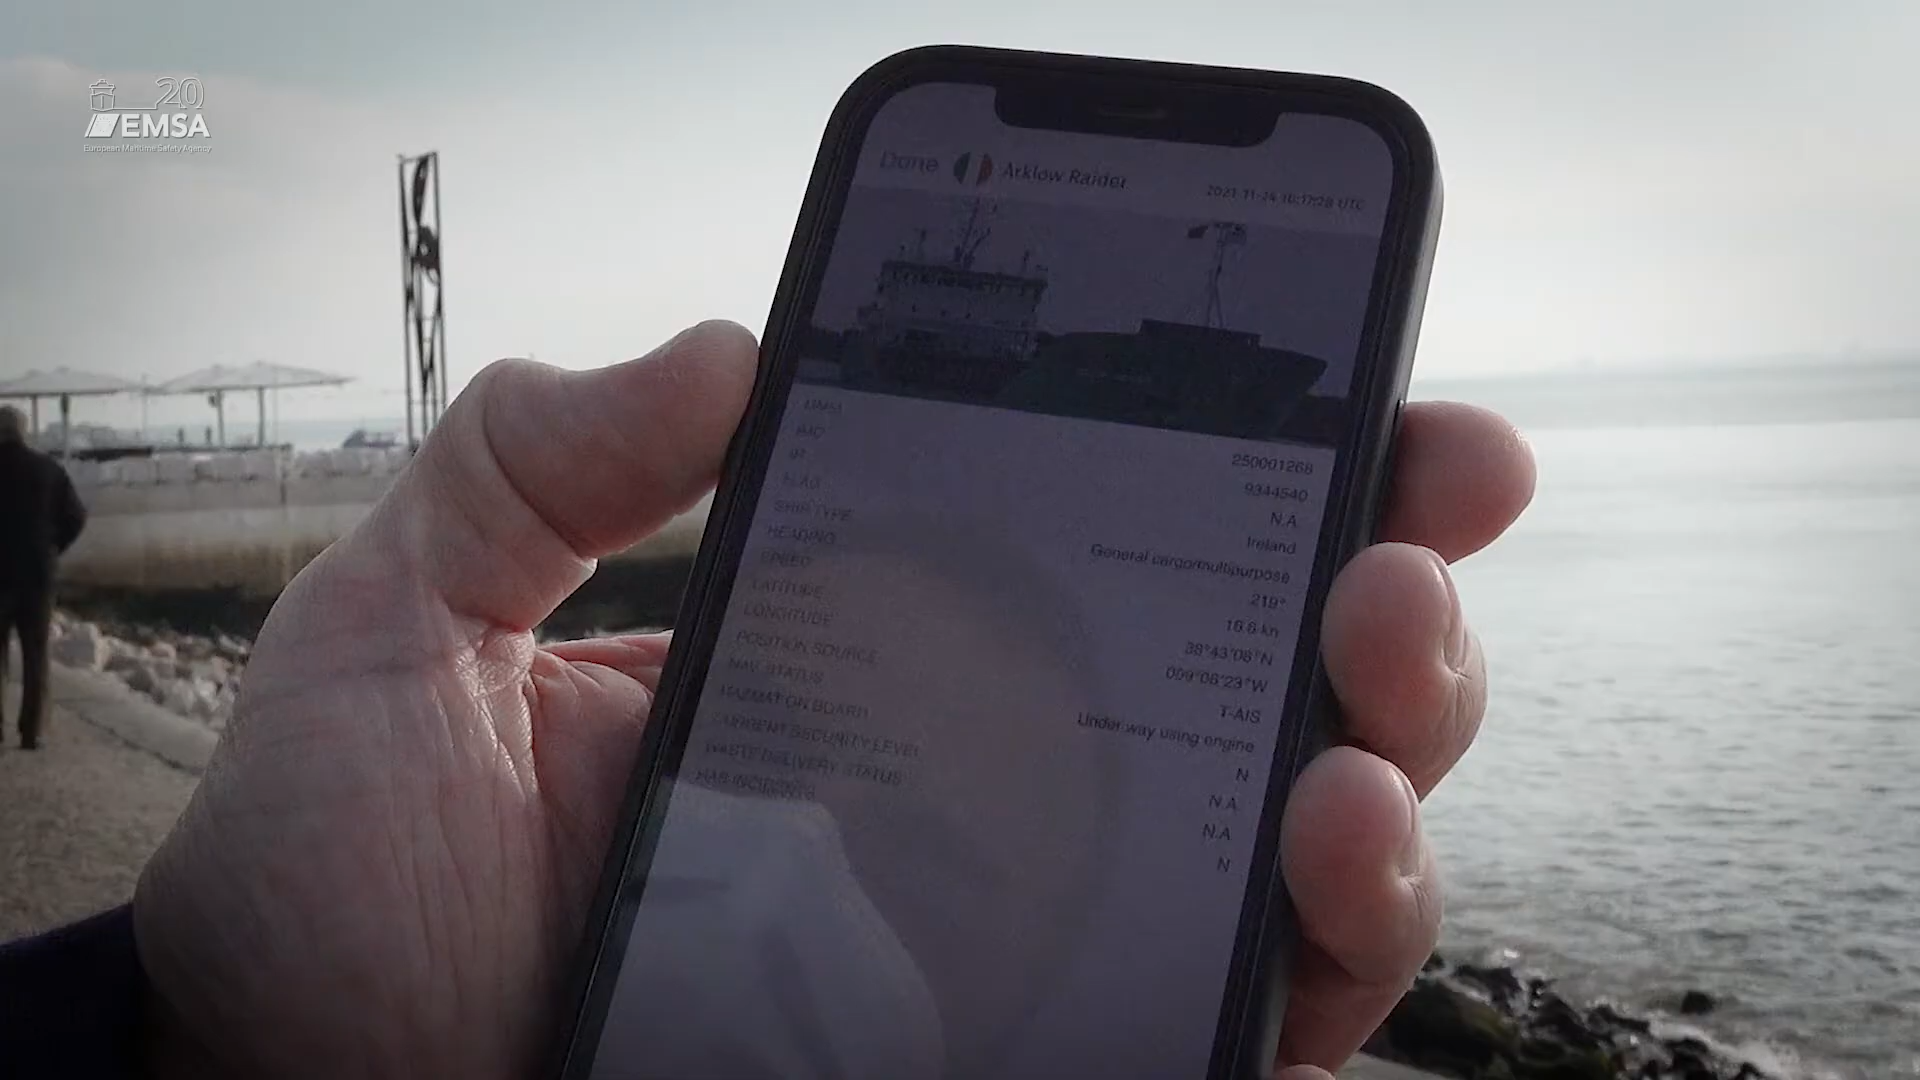 20
EMSA
European Maritime Safety Agency
Done Arklow Raider 2021-11-24 10:17:28 UTC
MMSI 250001268
IMO 9344540
IR N.A
FLAG Ireland
SHIP TYPE General cargo/multipurpose
HEADING 219°
SPEED 16.6 kn
LATITUDE 38°43'08"N
LONGITUDE 009°06'23"W
POSITION SOURCE T-AIS
NAV STATUS Under way using engine
HAZMAT ON BOARD N
CURRENT SECURITY LEVEL N.A
WASTE DELIVERY STATUS N.A
HAS INCIDENTS N